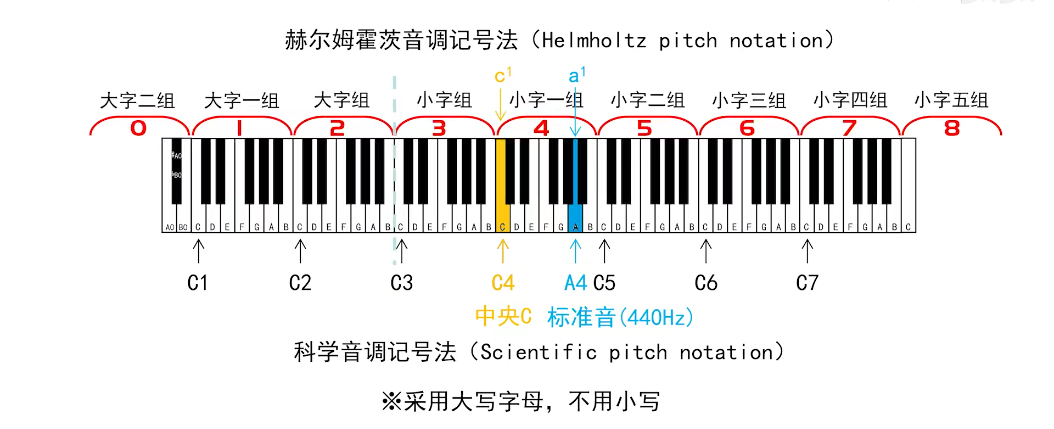 赫尔姆霍茨音调记号法（Helmholtz pitch notation）
c¹ a¹
大字二组 大字一组 大字组 小字组 小字一组 小字二组 小字三组 小字四组 小字五组
0 1 2 3 4 5 6 7 8
#A0
A0 B0 C D E F G A B C D E F G A B C D E F G A B C D E F G A B C D E F G A B C D E F G A B C D E F G A B C
C1 C2 C3 C4 A4 C5 C6 C7
中央C 标准音(440Hz)
科学音调记号法（Scientific pitch notation）
※采用大写字母，不用小写